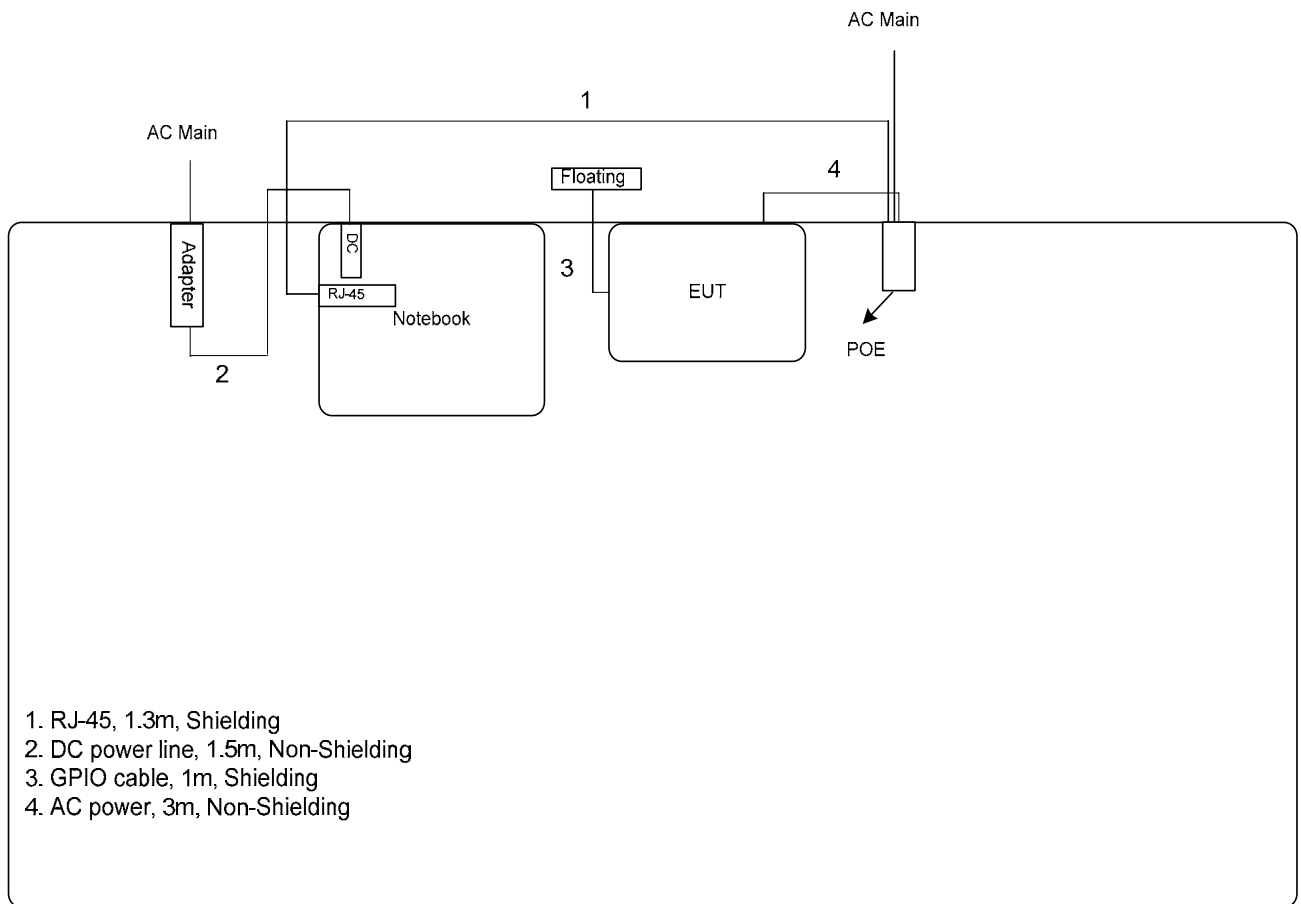 AC Main
1
AC Main
4
Floating
Adapter
DC
3
RJ-45
EUT
Notebook
POE
2
1. RJ-45, 1.3m, Shielding
2. DC power line, 1.5m, Non-Shielding
3. GPIO cable, 1m, Shielding
4. AC power, 3m, Non-Shielding